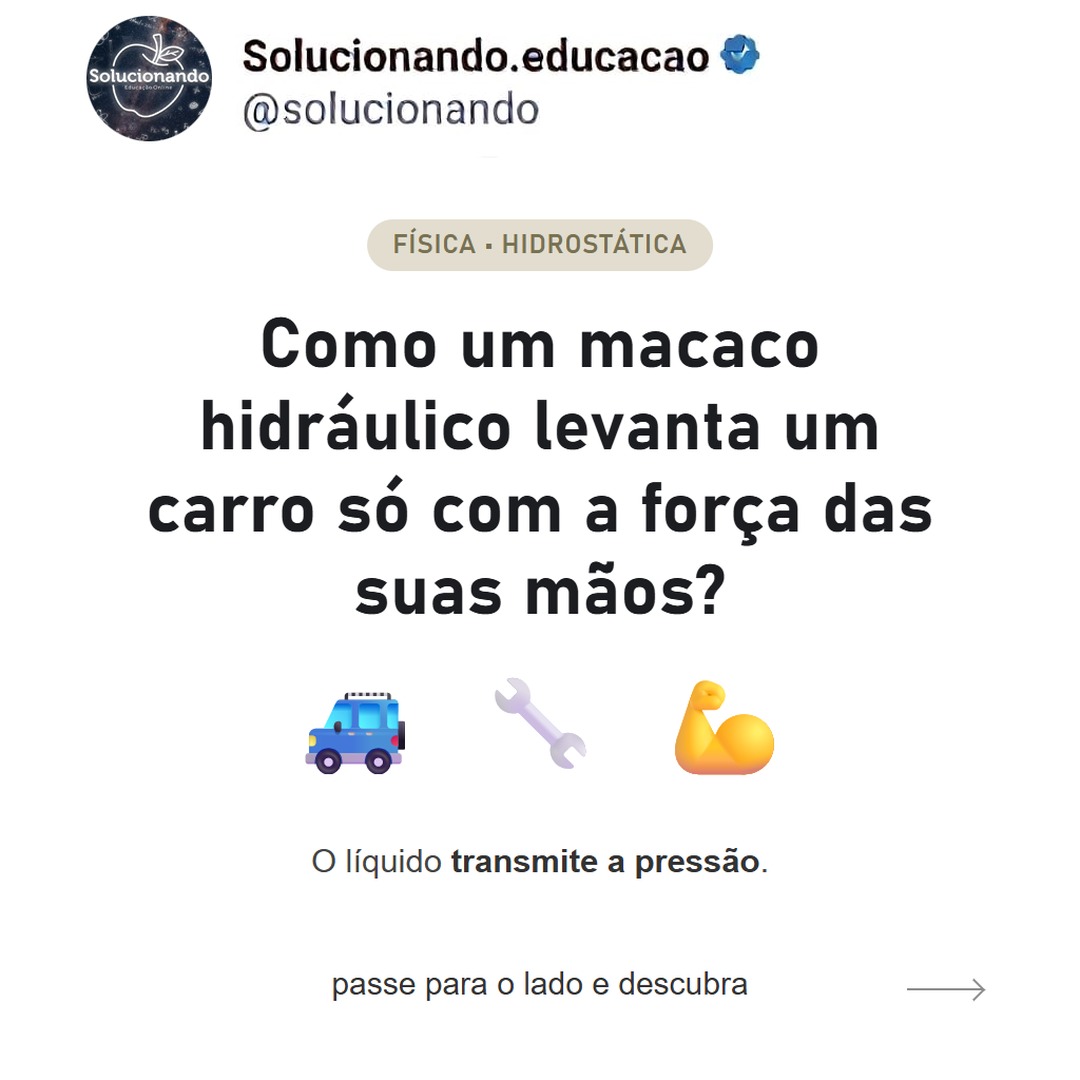 Solucionando
Educação Online
Solucionando.educacao
@solucionando
FÍSICA • HIDROSTÁTICA
Como um macaco
hidráulico levanta um
carro só com a força das
suas mãos?
O líquido transmite a pressão.
passe para o lado e descubra